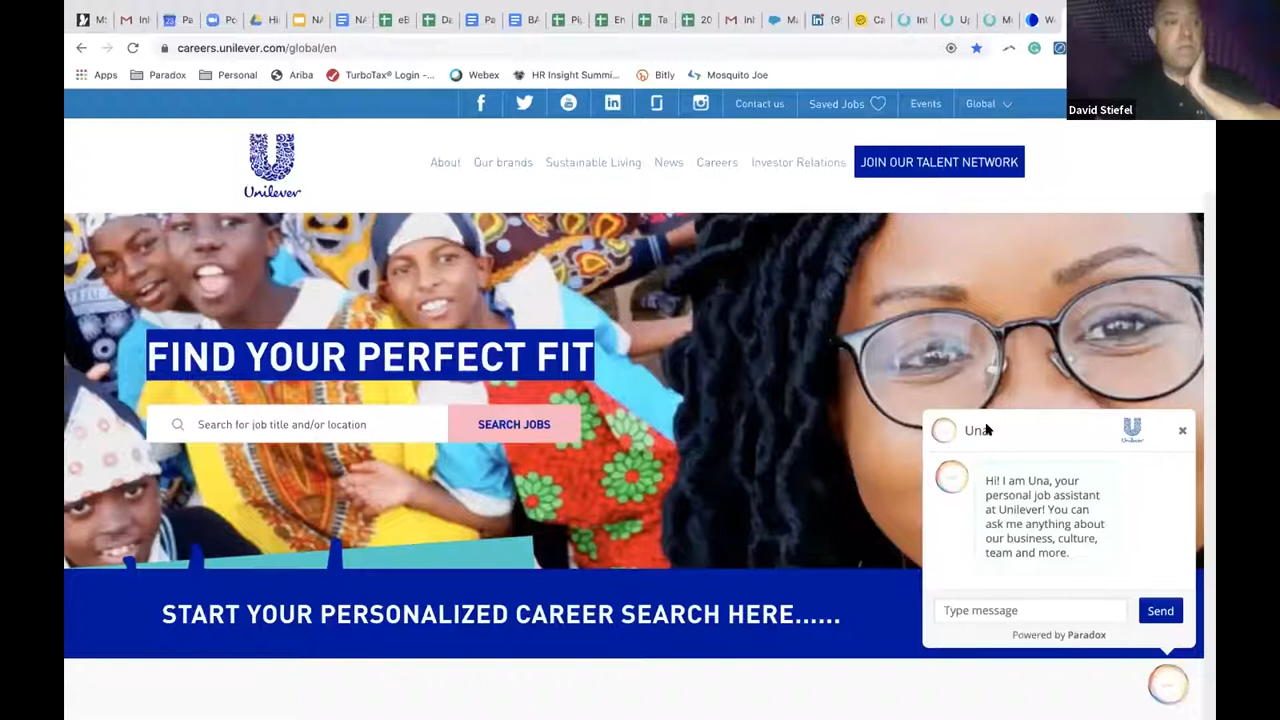 careers.unilever.com/global/en
Apps Paradox Personal Ariba TurboTax® Login -... Webex HR Insight Summi... Bitly Mosquito Joe
David Stiefel
Contact us Saved Jobs Events Global
Unilever
About Our brands Sustainable Living News Careers Investor Relations JOIN OUR TALENT NETWORK
FIND YOUR PERFECT FIT
Search for job title and/or location SEARCH JOBS
Una
Unilever
Hi! I am Una, your
personal job assistant
at Unilever! You can
ask me anything about
our business, culture,
team and more.
Type message Send
Powered by Paradox
START YOUR PERSONALIZED CAREER SEARCH HERE......